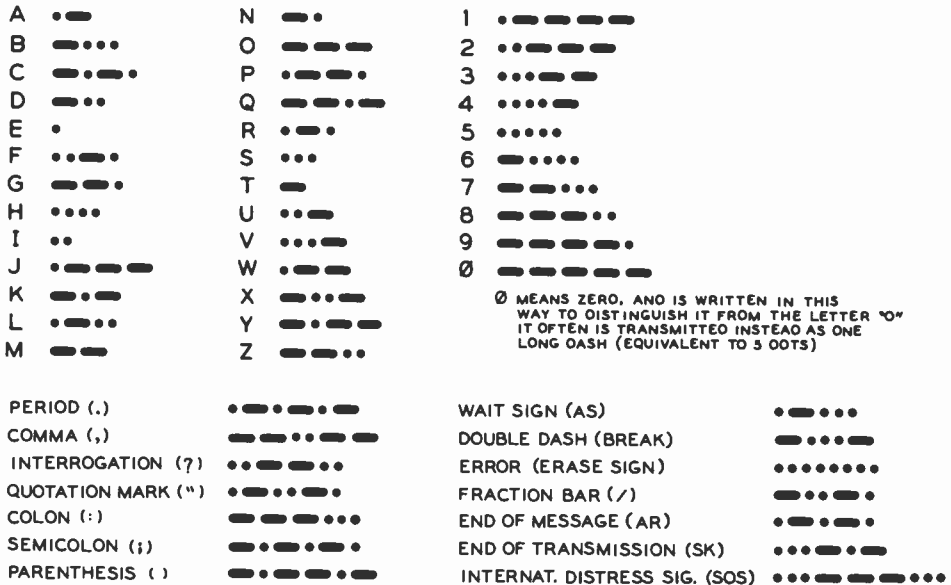 A • —
B — • • •
C — • — •
D — • •
E •
F • • — •
G — — •
H • • • •
I • •
J • — — —
K — • —
L • — • •
M — —
N — •
O — — —
P • — — •
Q — — • —
R • — •
S • • •
T —
U • • —
V • • • —
W • — —
X — • • —
Y — • — —
Z — — • •
1 • — — — —
2 • • — — —
3 • • • — —
4 • • • • —
5 • • • • •
6 — • • • •
7 — — • • •
8 — — — • •
9 — — — — •
Ø — — — — —
Ø MEANS ZERO, ANO IS WRITTEN IN THIS
WAY TO OISTINGUISH IT FROM THE LETTER "O"
IT OFTEN IS TRANSMITTEO INSTEAO AS ONE
LONG OASH (EQUIVALENT TO 5 OOTS)
PERIOD (.) • — • — • —
COMMA (,) — — • • — —
INTERROGATION (?) • • — — • •
QUOTATION MARK (") • — • • — •
COLON (:) — — — • • •
SEMICOLON (;) — • — • — •
PARENTHESIS ( ) — • — — • —
WAIT SIGN (AS) • — • • •
DOUBLE DASH (BREAK) — • • • —
ERROR (ERASE SIGN) • • • • • • • •
FRACTION BAR (/) — • • — •
END OF MESSAGE (AR) • — • — •
END OF TRANSMISSION (SK) • • • — • —
INTERNAT. DISTRESS SIG. (SOS) • • • — — — • • •